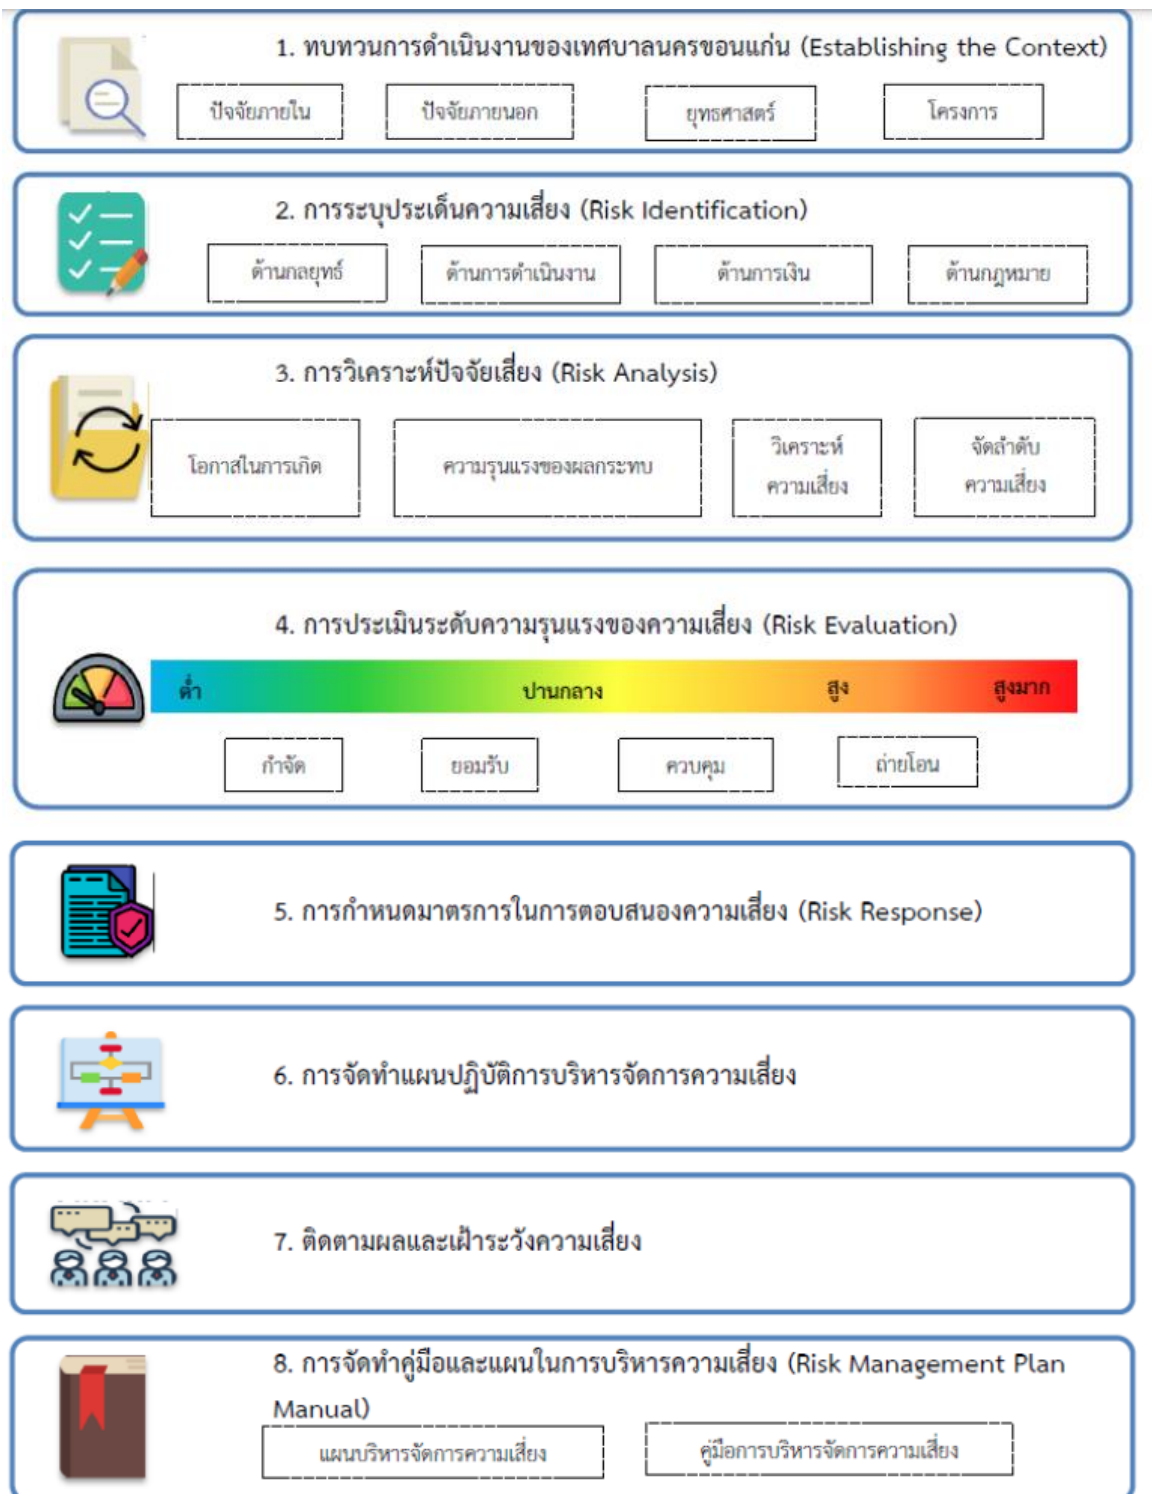 1. ทบทวนการดำเนินงานของเทศบาลนครขอนแก่น (Establishing the Context)
ปัจจัยภายใน
ปัจจัยภายนอก
ยุทธศาสตร์
โครงการ
2. การระบุประเด็นความเสี่ยง (Risk Identification)
ด้านกลยุทธ์
ด้านการดำเนินงาน
ด้านการเงิน
ด้านกฎหมาย
3. การวิเคราะห์ปัจจัยเสี่ยง (Risk Analysis)
โอกาสในการเกิด
ความรุนแรงของผลกระทบ
วิเคราะห์
ความเสี่ยง
จัดลำดับ
ความเสี่ยง
4. การประเมินระดับความรุนแรงของความเสี่ยง (Risk Evaluation)
ต่ำ
ปานกลาง
สูง
สูงมาก
กำจัด
ยอมรับ
ควบคุม
ถ่ายโอน
5. การกำหนดมาตรการในการตอบสนองความเสี่ยง (Risk Response)
6. การจัดทำแผนปฏิบัติการบริหารจัดการความเสี่ยง
7. ติดตามผลและเฝ้าระวังความเสี่ยง
8. การจัดทำคู่มือและแผนในการบริหารความเสี่ยง (Risk Management Plan
Manual)
แผนบริหารจัดการความเสี่ยง
คู่มือการบริหารจัดการความเสี่ยง